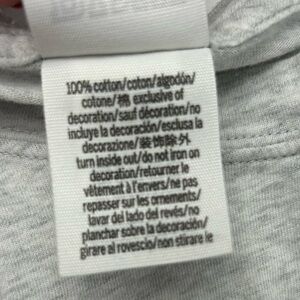 100% cotton/coton/algodón/
cotone/棉 exclusive of
decoration/sauf décoration/no
incluye la decoración/esclusa la
decorazione/装饰除外
turn inside out/do not iron on
decoration/retourner le
vêtement à l'envers/ne pas
repasser sur les ornements/
lavar del lado del revés/no
planchar sobre la decoración/
girare al rovescio/non stirare le